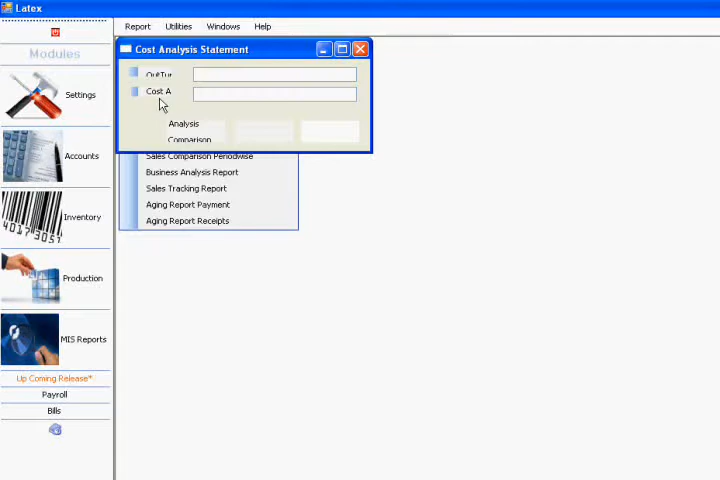 Latex
Report Utilities Windows Help
Modules
Settings
Accounts
Inventory
Production
MIS Reports
Up Coming Release*
Payroll
Bills
Cost Analysis Statement
Cost A
Analysis
Comparison
Sales Comparison Periodwise
Business Analysis Report
Sales Tracking Report
Aging Report Payment
Aging Report Receipts